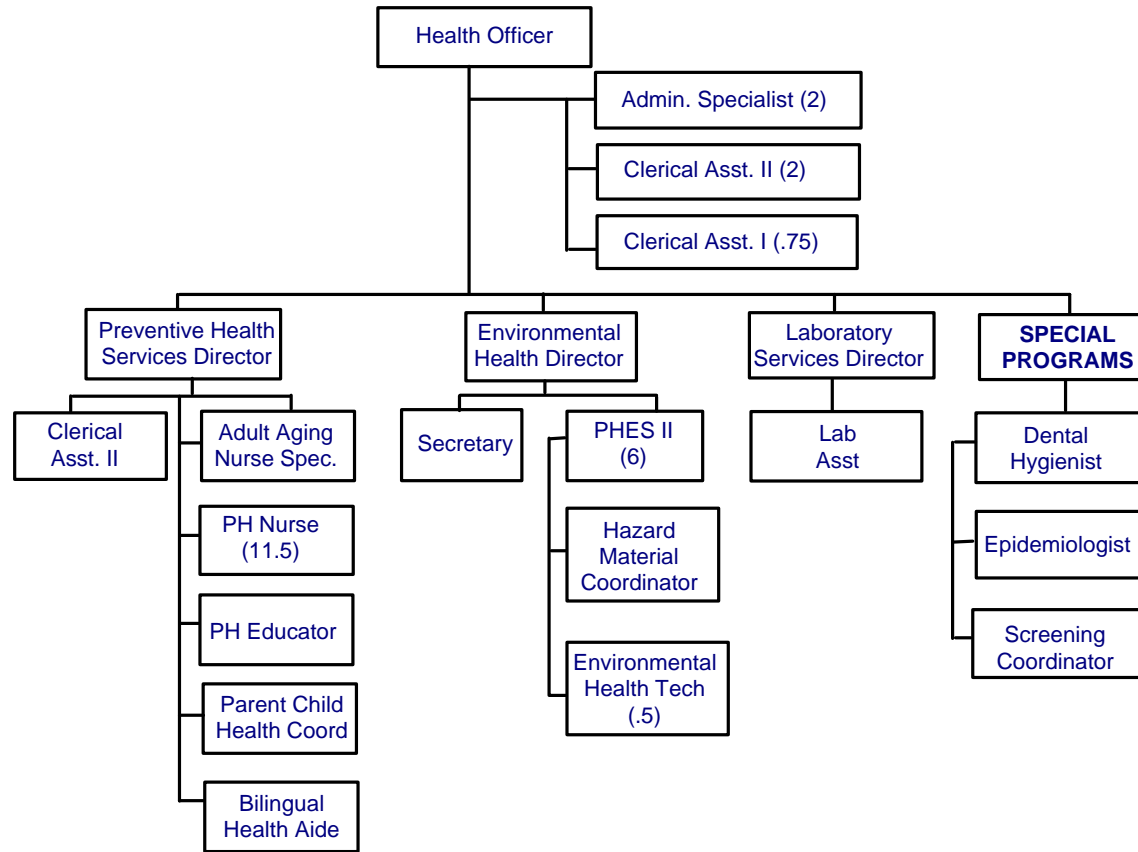 Health Officer
Admin. Specialist (2)
Clerical Asst. II (2)
Clerical Asst. I (.75)
Preventive Health
Services Director
Environmental
Health Director
Laboratory
Services Director
SPECIAL
PROGRAMS
Clerical
Asst. II
Adult Aging
Nurse Spec.
PH Nurse
(11.5)
PH Educator
Parent Child
Health Coord
Bilingual
Health Aide
Secretary
PHES II
(6)
Hazard
Material
Coordinator
Environmental
Health Tech
(.5)
Lab
Asst
Dental
Hygienist
Epidemiologist
Screening
Coordinator